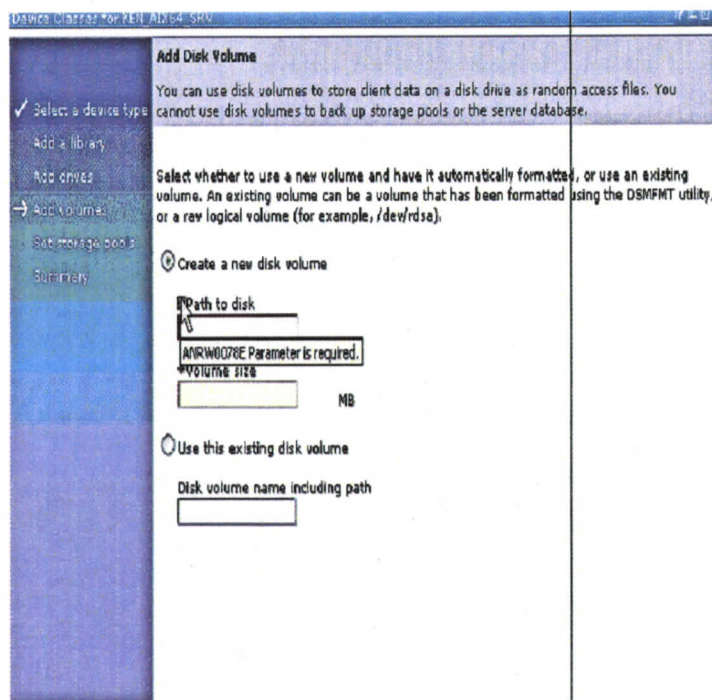 Device Classes for KEN_AIX64_SRV
Add Disk Volume
You can use disk volumes to store client data on a disk drive as random access files. You
cannot use disk volumes to back up storage pools or the server database.
Select a device type
Add a library
Add drives
Add volumes
Set storage pools
Summary
Select whether to use a new volume and have it automatically formatted, or use an existing
volume. An existing volume can be a volume that has been formatted using the DSMFMT utility,
or a raw logical volume (for example, /dev/rdsa).
Create a new disk volume
Path to disk
ANRW0078E Parameter is required.
*Volume size
MB
Use this existing disk volume
Disk volume name including path